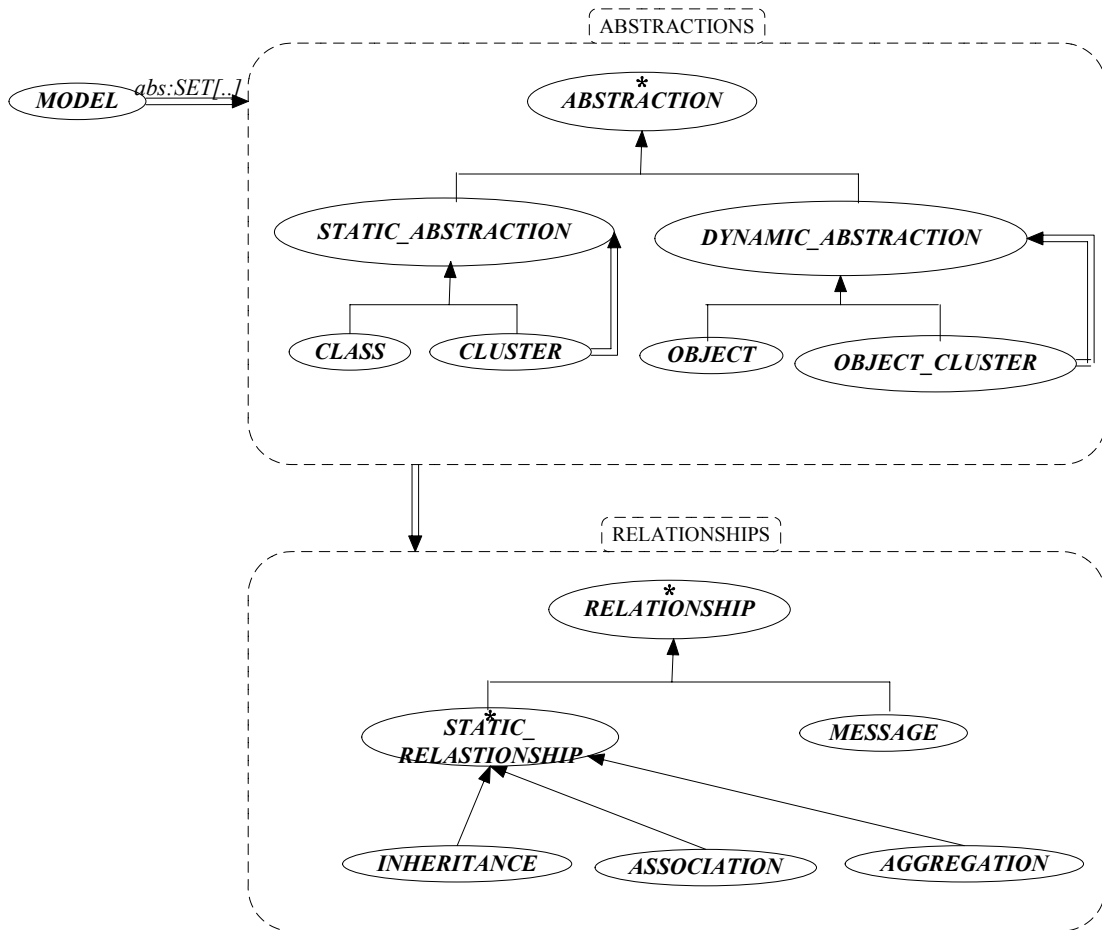 ABSTRACTIONS
abs:SET[..]
MODEL
*
ABSTRACTION
STATIC_ABSTRACTION
DYNAMIC_ABSTRACTION
CLASS
CLUSTER
OBJECT
OBJECT_CLUSTER
RELATIONSHIPS
*
RELATIONSHIP
*
STATIC_
RELASTIONSHIP
MESSAGE
INHERITANCE
ASSOCIATION
AGGREGATION